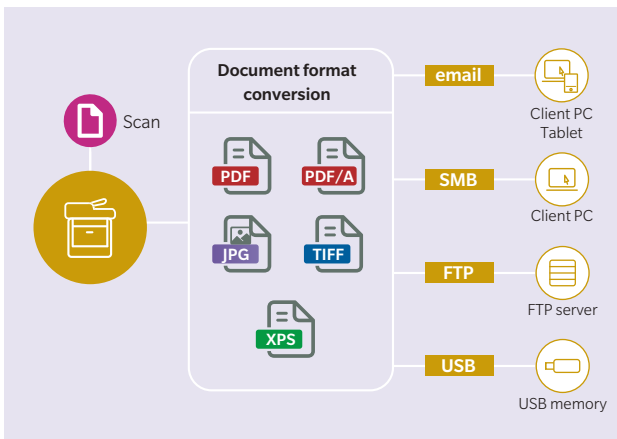 Scan
Document format
conversion
PDF
PDF/A
JPG
TIFF
XPS
email
Client PC
Tablet
SMB
Client PC
FTP
FTP server
USB
USB memory